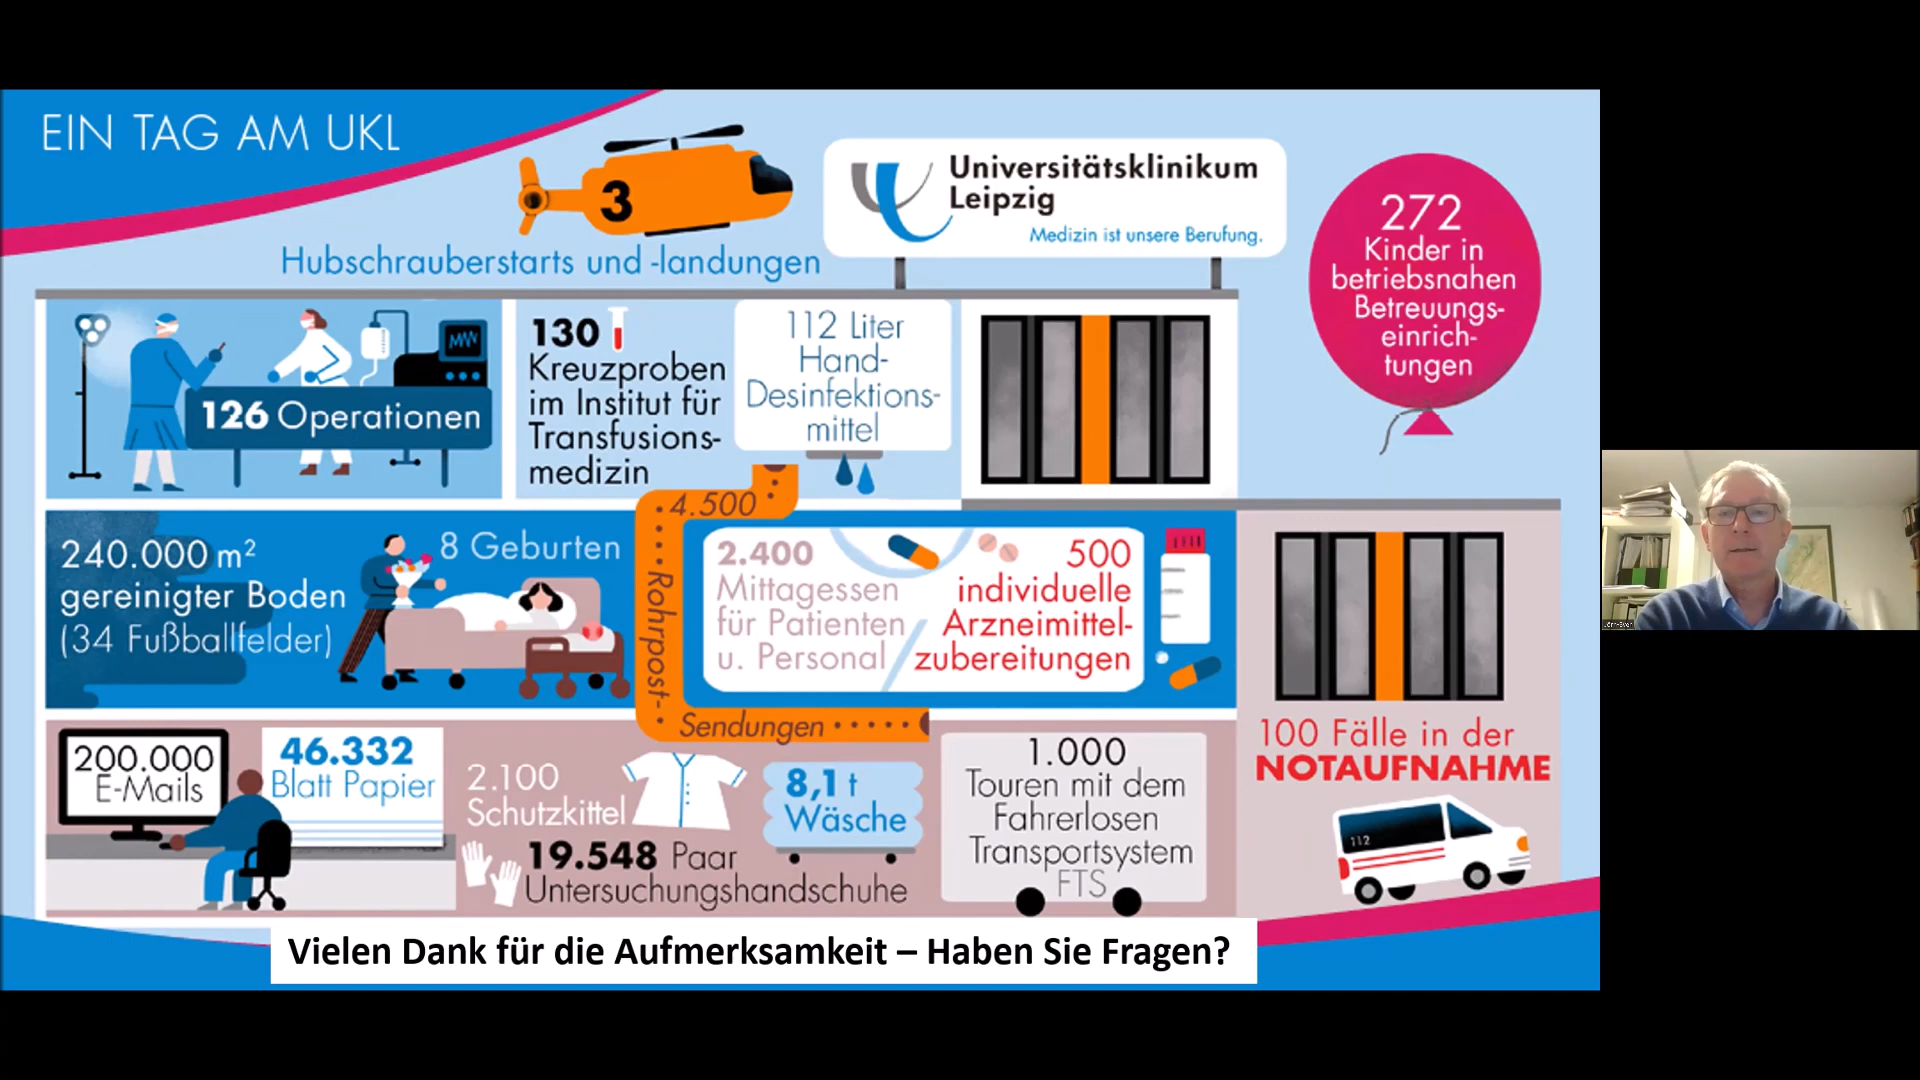 EIN TAG AM UKL
3
Hubschrauberstarts und -landungen
Universitätsklinikum
Leipzig
Medizin ist unsere Berufung.
272
Kinder in
betriebsnahen
Betreuungs-
einrich-
tungen
126 Operationen
130
Kreuzproben
im Institut für
Transfusions-
medizin
112 Liter
Hand-
Desinfektions-
mittel
240.000 m²
gereinigter Boden
(34 Fußballfelder)
8 Geburten
4.500
Rohrpost-
Sendungen
2.400
Mittagessen
für Patienten
u. Personal
500
individuelle
Arzneimittel-
zubereitungen
200.000
E-Mails
46.332
Blatt Papier
2.100
Schutzkittel
19.548 Paar
Untersuchungshandschuhe
8,1 t
Wäsche
1.000
Touren mit dem
Fahrerlosen
Transportsystem
FTS
100 Fälle in der
NOTAUFNAHME
112
Vielen Dank für die Aufmerksamkeit – Haben Sie Fragen?